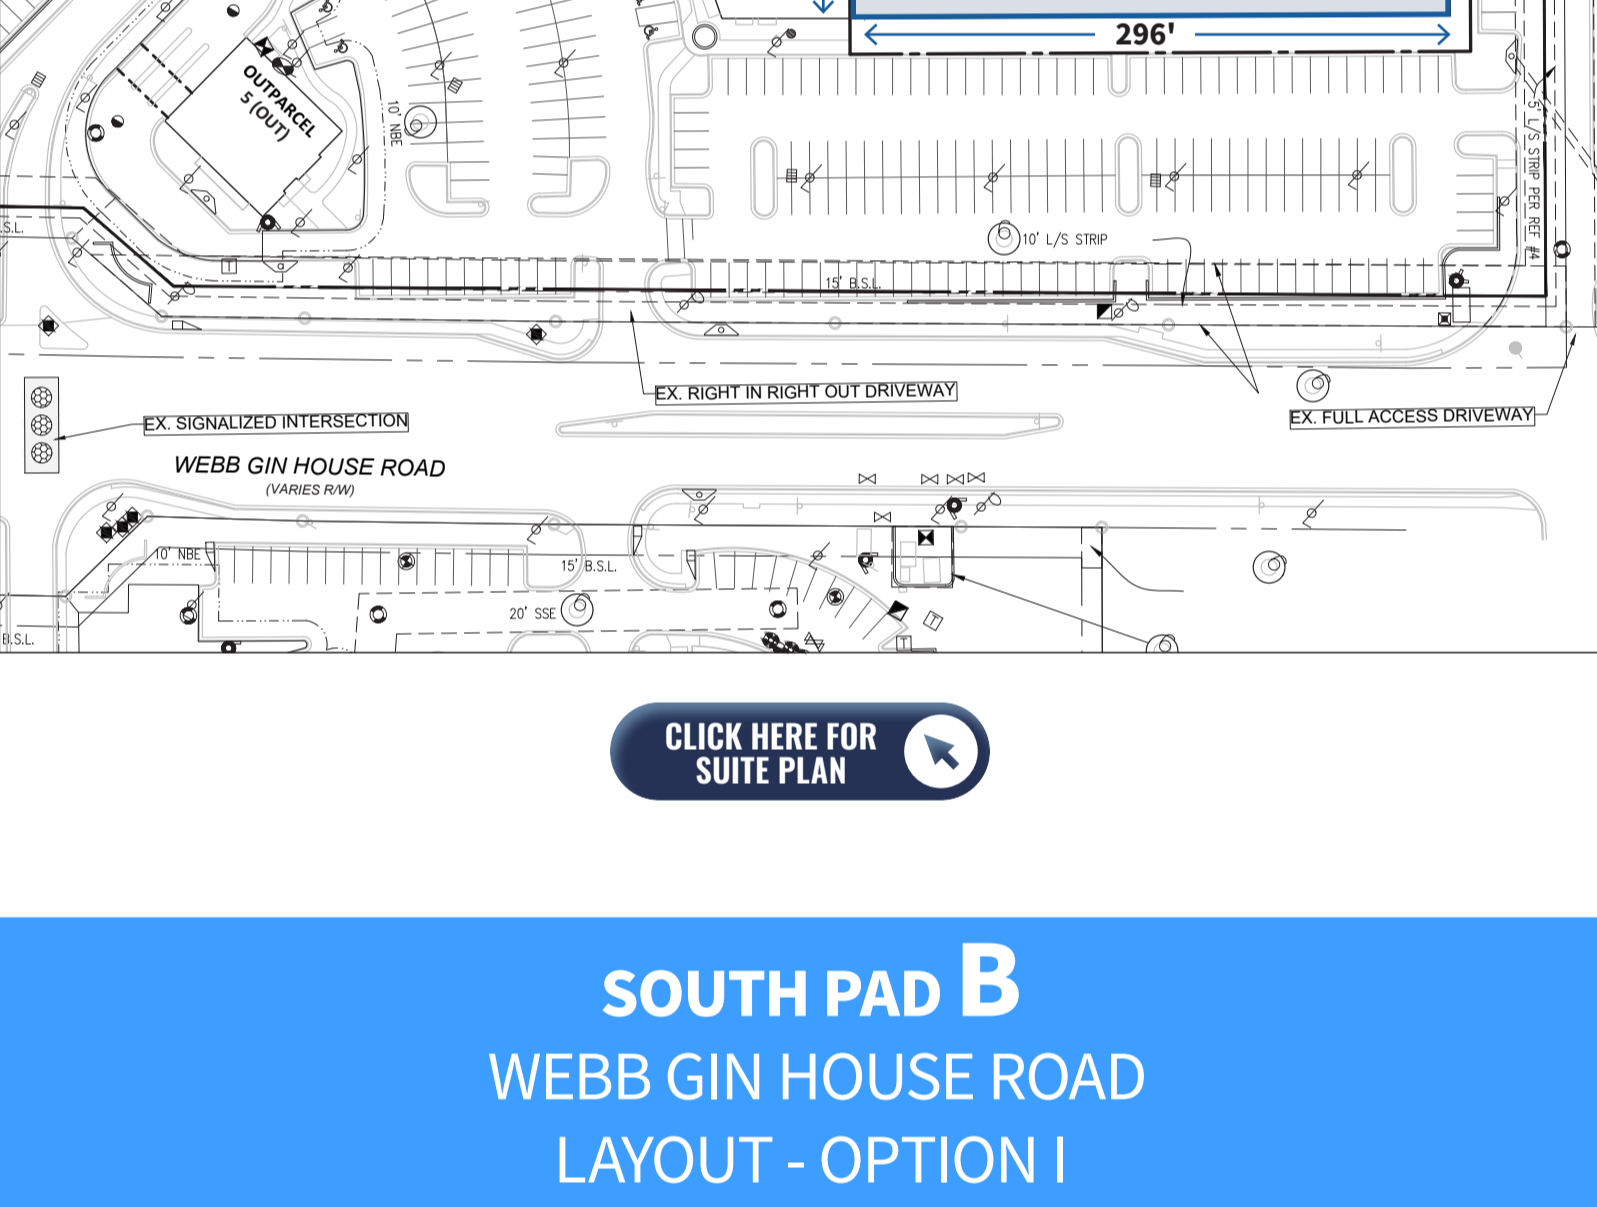 296'
OUTPARCEL
5 (OUT)
10' NBE
5' L/S STRIP PER REF #4
10' L/S STRIP
.S.L.
15' B.S.L.
EX. RIGHT IN RIGHT OUT DRIVEWAY
EX. FULL ACCESS DRIVEWAY
EX. SIGNALIZED INTERSECTION
WEBB GIN HOUSE ROAD
(VARIES R/W)
10' NBE
15' B.S.L.
20' SSE
B.S.L.
T
T
T
CLICK HERE FOR
SUITE PLAN
SOUTH PAD B
WEBB GIN HOUSE ROAD
LAYOUT - OPTION I